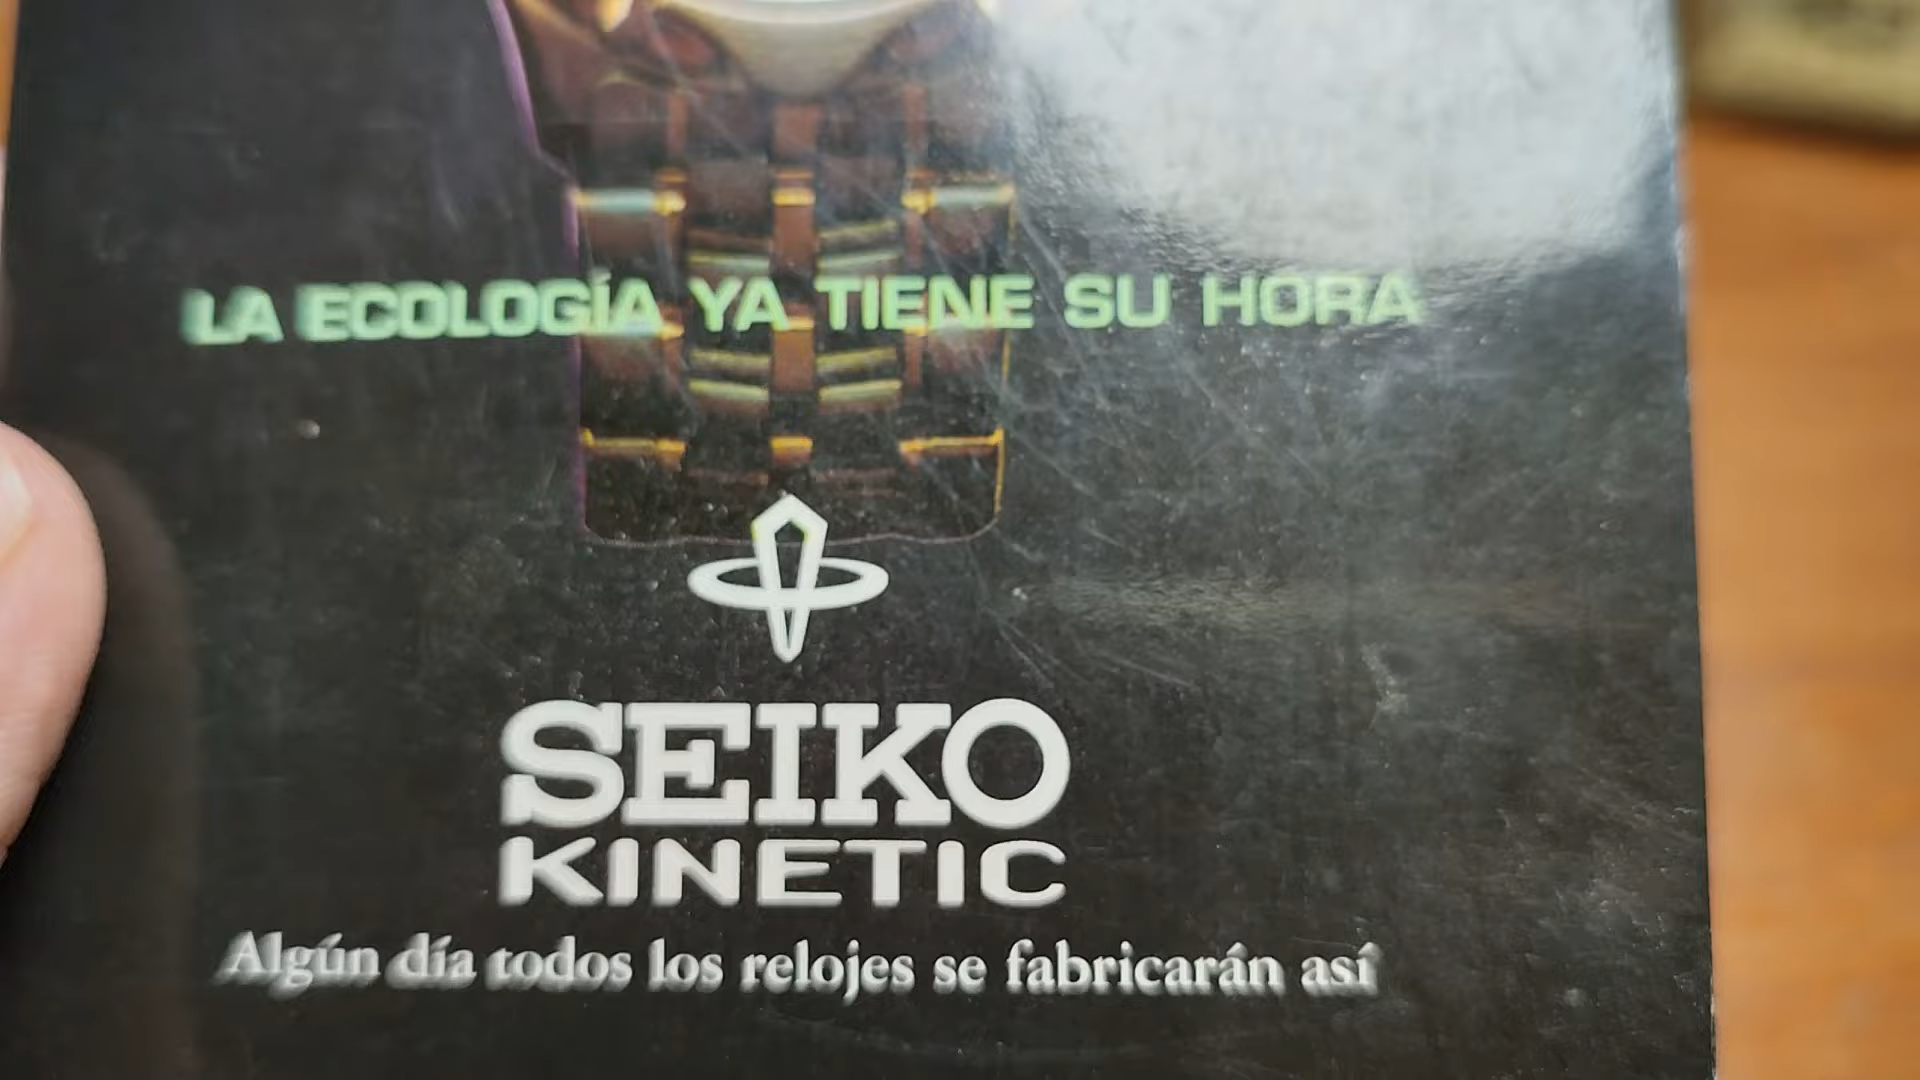 LA ECOLOGÍA YA TIENE SU HORA
SEIKO
KINETIC
Algún día todos los relojes se fabricarán así